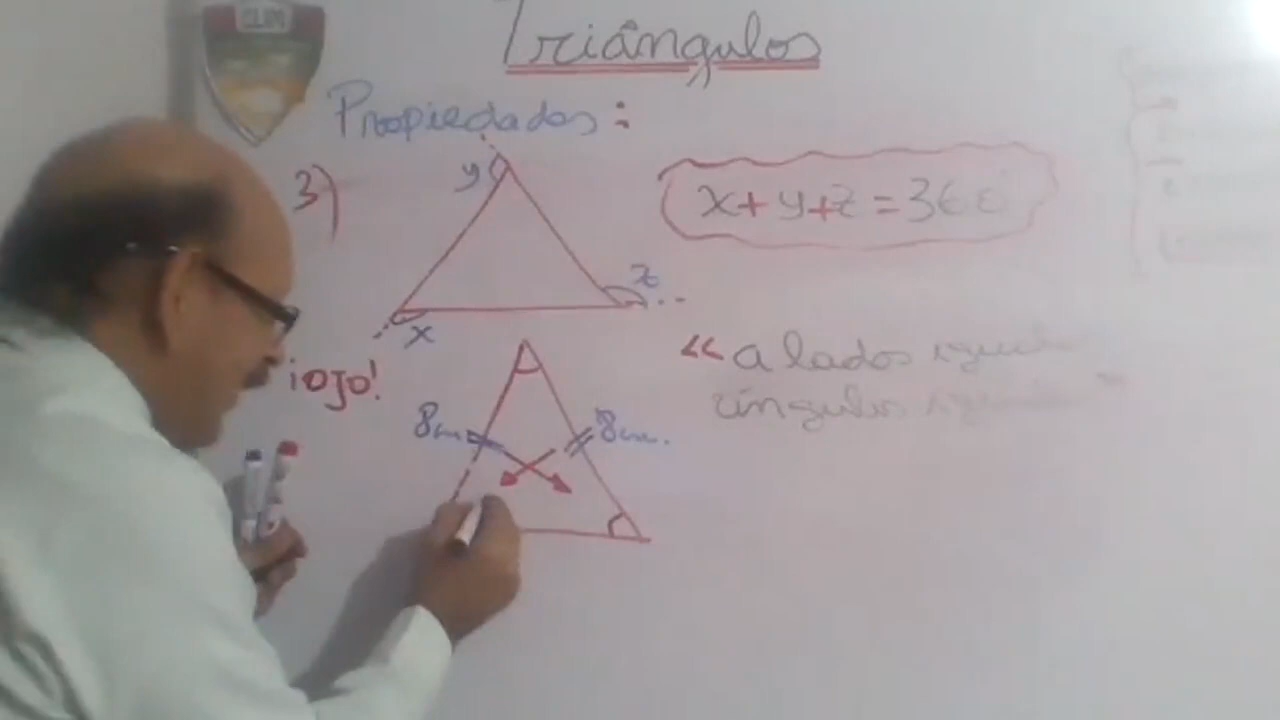 Triángulos
Propiedades:
3)
y
x+y+z=360°
z
x
¡OJO!
<< a lados iguales
ángulos iguales >>
8cm
8cm.